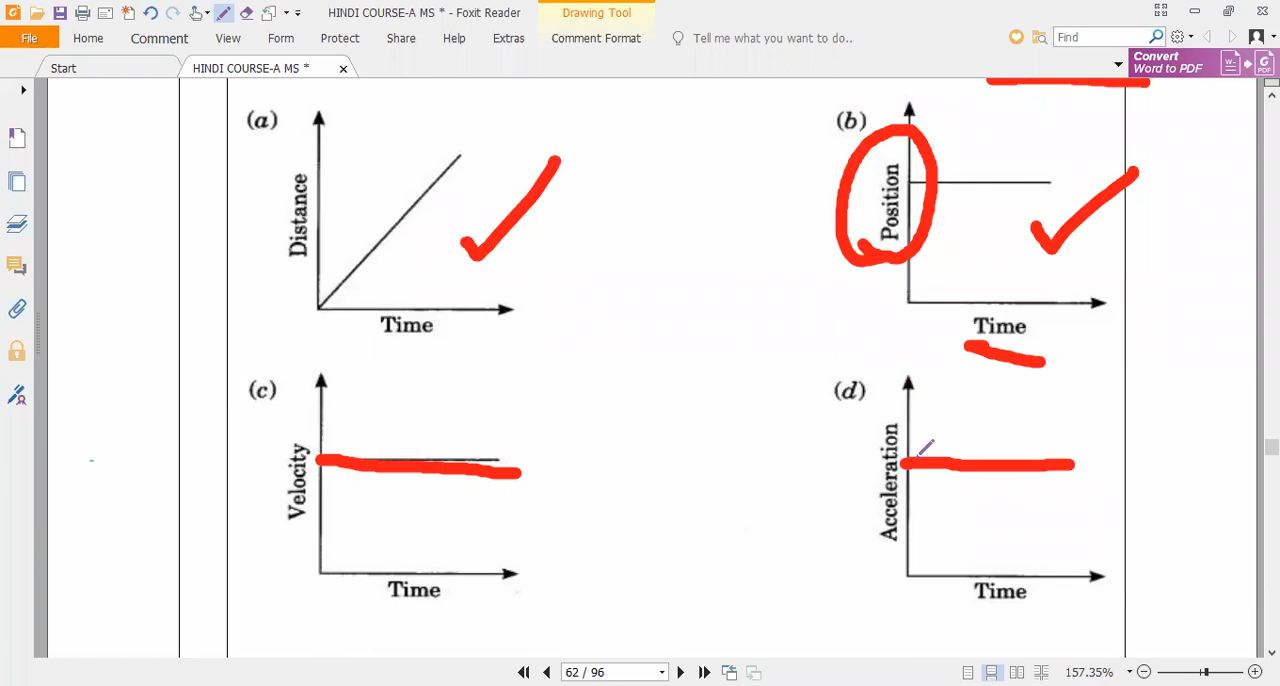 HINDI COURSE-A MS * - Foxit Reader
Drawing Tool
File
Home
Comment
View
Form
Protect
Share
Help
Extras
Comment Format
Tell me what you want to do..
Find
Start
HINDI COURSE-A MS *
Convert
Word to PDF
(a)
Distance
Time
(b)
Position
Time
(c)
Velocity
Time
(d)
Acceleration
Time
62 / 96
157.35%